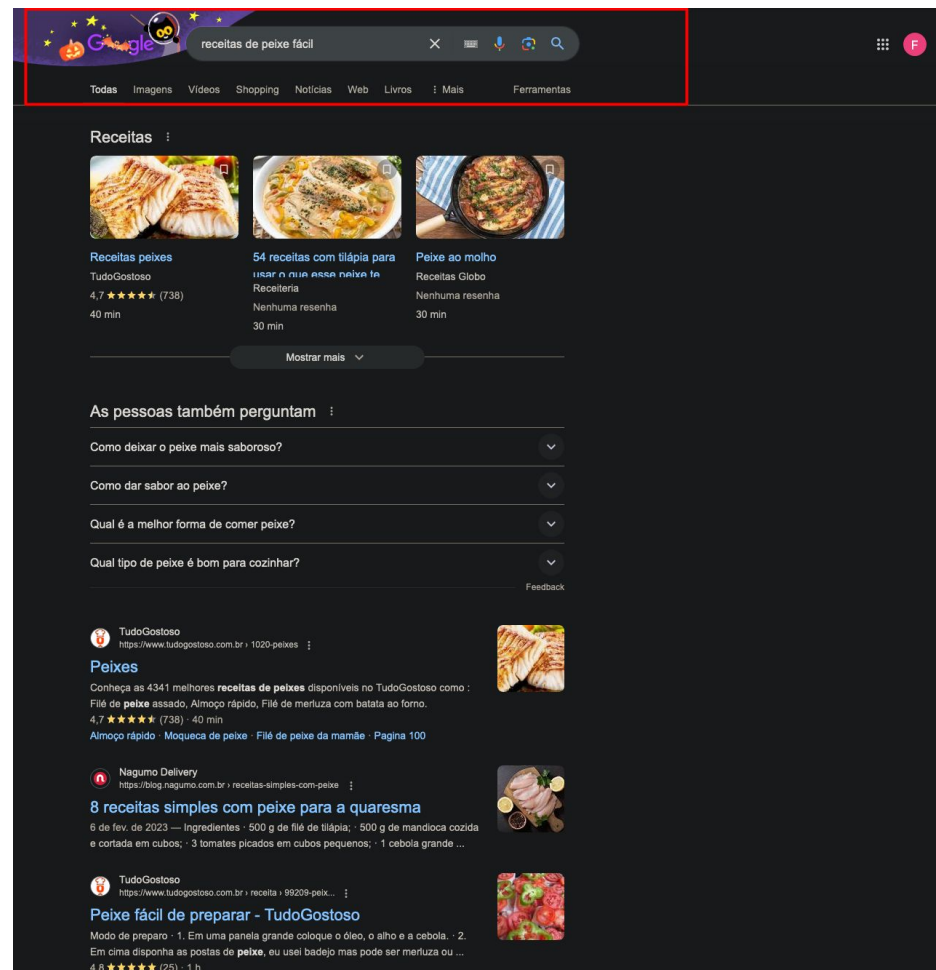 Google
receitas de peixe fácil
Todas Imagens Vídeos Shopping Notícias Web Livros Mais Ferramentas
F
Receitas
Receitas peixes
TudoGostoso
4,7 (738)
40 min
54 receitas com tilápia para
usar o que esse peixe te
Receiteria
Nenhuma resenha
30 min
Peixe ao molho
Receitas Globo
Nenhuma resenha
30 min
Mostrar mais
As pessoas também perguntam
Como deixar o peixe mais saboroso?
Como dar sabor ao peixe?
Qual é a melhor forma de comer peixe?
Qual tipo de peixe é bom para cozinhar?
Feedback
TudoGostoso
https://www.tudogostoso.com.br › 1020-peixes
Peixes
Conheça as 4341 melhores receitas de peixes disponíveis no TudoGostoso como :
Filé de peixe assado, Almoço rápido, Filé de merluza com batata ao forno.
4,7 (738) · 40 min
Almoço rápido · Moqueca de peixe · Filé de peixe da mamãe · Pagina 100
n
Nagumo Delivery
https://blog.nagumo.com.br › receitas-simples-com-peixe
8 receitas simples com peixe para a quaresma
6 de fev. de 2023 — Ingredientes · 500 g de filé de tilápia; · 500 g de mandioca cozida
e cortada em cubos; · 3 tomates picados em cubos pequenos; · 1 cebola grande ...
TudoGostoso
https://www.tudogostoso.com.br › receita › 99209-peix...
Peixe fácil de preparar - TudoGostoso
Modo de preparo · 1. Em uma panela grande coloque o óleo, o alho e a cebola. · 2.
Em cima disponha as postas de peixe, eu usei badejo mas pode ser merluza ou ...
4,8 (25) · 1 h